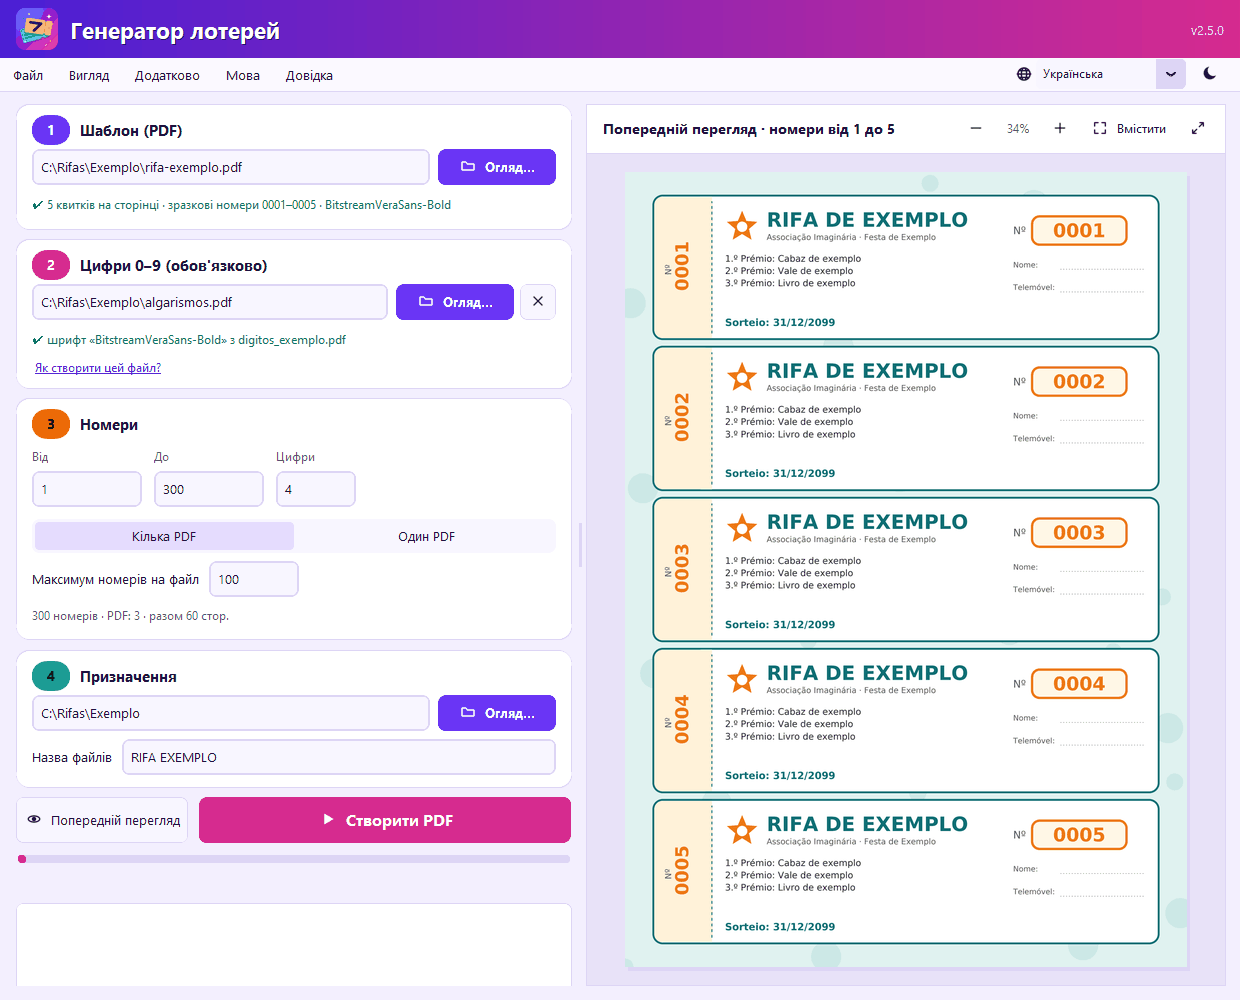 Генератор лотерей
v2.5.0
Файл Вигляд Додатково Мова Довідка
Українська
1 Шаблон (PDF)
C:\Rifas\Exemplo\rifa-exemplo.pdf
Огляд...
✔ 5 квитків на сторінці · зразкові номери 0001–0005 · BitstreamVeraSans-Bold
2 Цифри 0–9 (обов'язково)
C:\Rifas\Exemplo\algarismos.pdf
Огляд...
✔ шрифт «BitstreamVeraSans-Bold» з digitos_exemplo.pdf
Як створити цей файл?
3 Номери
Від До Цифри
1 300 4
Кілька PDF Один PDF
Максимум номерів на файл 100
300 номерів · PDF: 3 · разом 60 стор.
4 Призначення
C:\Rifas\Exemplo
Огляд...
Назва файлів RIFA EXEMPLO
Попередній перегляд
Створити PDF
Попередній перегляд · номери від 1 до 5
34%
Вмістити
Nº 0001
RIFA DE EXEMPLO
Associação Imaginária · Festa de Exemplo
1.º Prémio: Cabaz de exemplo
2.º Prémio: Vale de exemplo
3.º Prémio: Livro de exemplo
Sorteio: 31/12/2099
Nº 0001
Nome:
Telemóvel:
Nº 0002
RIFA DE EXEMPLO
Associação Imaginária · Festa de Exemplo
1.º Prémio: Cabaz de exemplo
2.º Prémio: Vale de exemplo
3.º Prémio: Livro de exemplo
Sorteio: 31/12/2099
Nº 0002
Nome:
Telemóvel:
Nº 0003
RIFA DE EXEMPLO
Associação Imaginária · Festa de Exemplo
1.º Prémio: Cabaz de exemplo
2.º Prémio: Vale de exemplo
3.º Prémio: Livro de exemplo
Sorteio: 31/12/2099
Nº 0003
Nome:
Telemóvel:
Nº 0004
RIFA DE EXEMPLO
Associação Imaginária · Festa de Exemplo
1.º Prémio: Cabaz de exemplo
2.º Prémio: Vale de exemplo
3.º Prémio: Livro de exemplo
Sorteio: 31/12/2099
Nº 0004
Nome:
Telemóvel:
Nº 0005
RIFA DE EXEMPLO
Associação Imaginária · Festa de Exemplo
1.º Prémio: Cabaz de exemplo
2.º Prémio: Vale de exemplo
3.º Prémio: Livro de exemplo
Sorteio: 31/12/2099
Nº 0005
Nome:
Telemóvel: